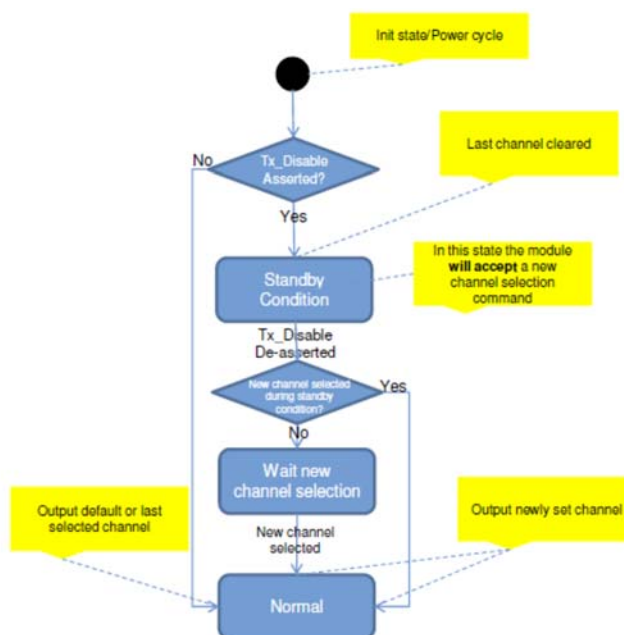 Init state/Power cycle
Last channel cleared
No
Tx_Disable
Asserted?
Yes
Standby
Condition
In this state the module
will accept a new
channel selection
command
Tx_Disable
De-asserted
New channel selected
during standby
condition?
Yes
No
Wait new
channel selection
Output default or last
selected channel
Output newly set channel
New channel
selected
Normal